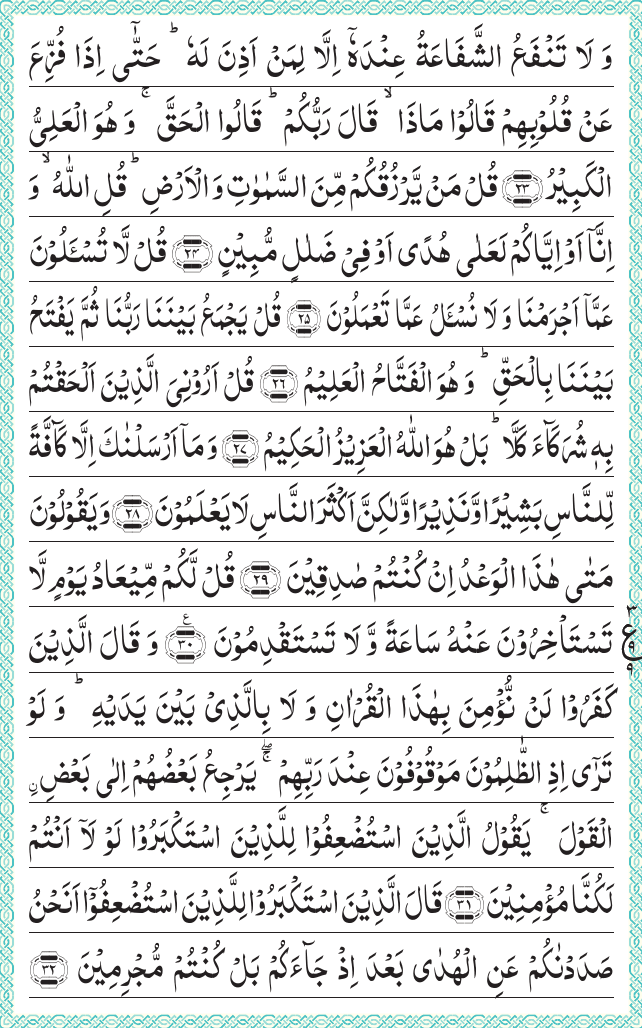 وَ لَا تَنْفَعُ الشَّفَاعَةُ عِنْدَهٗۤ اِلَّا لِمَنْ اَذِنَ لَهٗ ؕ حَتّٰۤى اِذَا فُزِّعَ
عَنْ قُلُوْبِهِمْ قَالُوْا مَاذَا ۙ قَالَ رَبُّكُمْ ؕ قَالُوا الْحَقَّ ۚ وَ هُوَ الْعَلِیُّ
الْكَبِیْرُ ﴿۲۳﴾ قُلْ مَنْ یَّرْزُقُكُمْ مِّنَ السَّمٰوٰتِ وَ الْاَرْضِ ؕ قُلِ اللّٰهُ ۙ وَ
اِنَّاۤ اَوْ اِیَّاكُمْ لَعَلٰى هُدًى اَوْ فِیْ ضَلٰلٍ مُّبِیْنٍ ﴿۲۴﴾ قُلْ لَّا تُسْـَٔلُوْنَ
عَمَّاۤ اَجْرَمْنَا وَ لَا نُسْـَٔلُ عَمَّا تَعْمَلُوْنَ ﴿۲۵﴾ قُلْ یَجْمَعُ بَیْنَنَا رَبُّنَا ثُمَّ یَفْتَحُ
بَیْنَنَا بِالْحَقِّ ؕ وَ هُوَ الْفَتَّاحُ الْعَلِیْمُ ﴿۲۶﴾ قُلْ اَرُوْنِیَ الَّذِیْنَ اَلْحَقْتُمْ
بِهٖ شُرَكَآءَ كَلَّا ؕ بَلْ هُوَ اللّٰهُ الْعَزِیْزُ الْحَكِیْمُ ﴿۲۷﴾ وَ مَاۤ اَرْسَلْنٰكَ اِلَّا كَآفَّةً
لِّلنَّاسِ بَشِیْرًا وَّ نَذِیْرًا وَّ لٰكِنَّ اَكْثَرَ النَّاسِ لَا یَعْلَمُوْنَ ﴿۲۸﴾ وَ یَقُوْلُوْنَ
مَتٰى هٰذَا الْوَعْدُ اِنْ كُنْتُمْ صٰدِقِیْنَ ﴿۲۹﴾ قُلْ لَّكُمْ مِّیْعَادُ یَوْمٍ لَّا
تَسْتَاْخِرُوْنَ عَنْهُ سَاعَةً وَّ لَا تَسْتَقْدِمُوْنَ ﴿۳۰﴾ ع وَ قَالَ الَّذِیْنَ
۳
ع
۹
۹
كَفَرُوْا لَنْ نُّؤْمِنَ بِهٰذَا الْقُرْاٰنِ وَ لَا بِالَّذِیْ بَیْنَ یَدَیْهِ ؕ وَ لَوْ
تَرٰۤى اِذِ الظّٰلِمُوْنَ مَوْقُوْفُوْنَ عِنْدَ رَبِّهِمْ ۖۚ یَرْجِعُ بَعْضُهُمْ اِلٰى بَعْضِ ۣ
الْقَوْلَ ۚ یَقُوْلُ الَّذِیْنَ اسْتُضْعِفُوْا لِلَّذِیْنَ اسْتَكْبَرُوْا لَوْ لَاۤ اَنْتُمْ
لَكُنَّا مُؤْمِنِیْنَ ﴿۳۱﴾ قَالَ الَّذِیْنَ اسْتَكْبَرُوْا لِلَّذِیْنَ اسْتُضْعِفُوْۤا اَنَحْنُ
صَدَدْنٰكُمْ عَنِ الْهُدٰى بَعْدَ اِذْ جَآءَكُمْ بَلْ كُنْتُمْ مُّجْرِمِیْنَ ﴿۳۲﴾